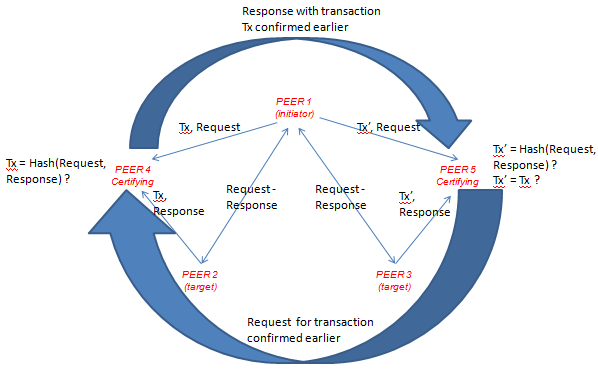 Response with transaction
Tx confirmed earlier
PEER 1
(initiator)
Tx, Request
Tx’, Request
Tx = Hash(Request,
Response) ?
PEER 4
Certifying
PEER 5
Certifying
Tx’ = Hash(Request,
Response) ?
Tx’ = Tx ?
Tx,
Response
Request -
Response
Request -
Response
Tx’,
Response
PEER 2
(target)
PEER 3
(target)
Request for transaction
confirmed earlier